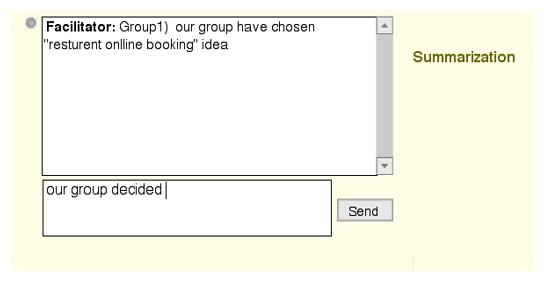 Facilitator: Group1) our group have chosen
"resturent onlline booking" idea
Summarization
our group decided
Send